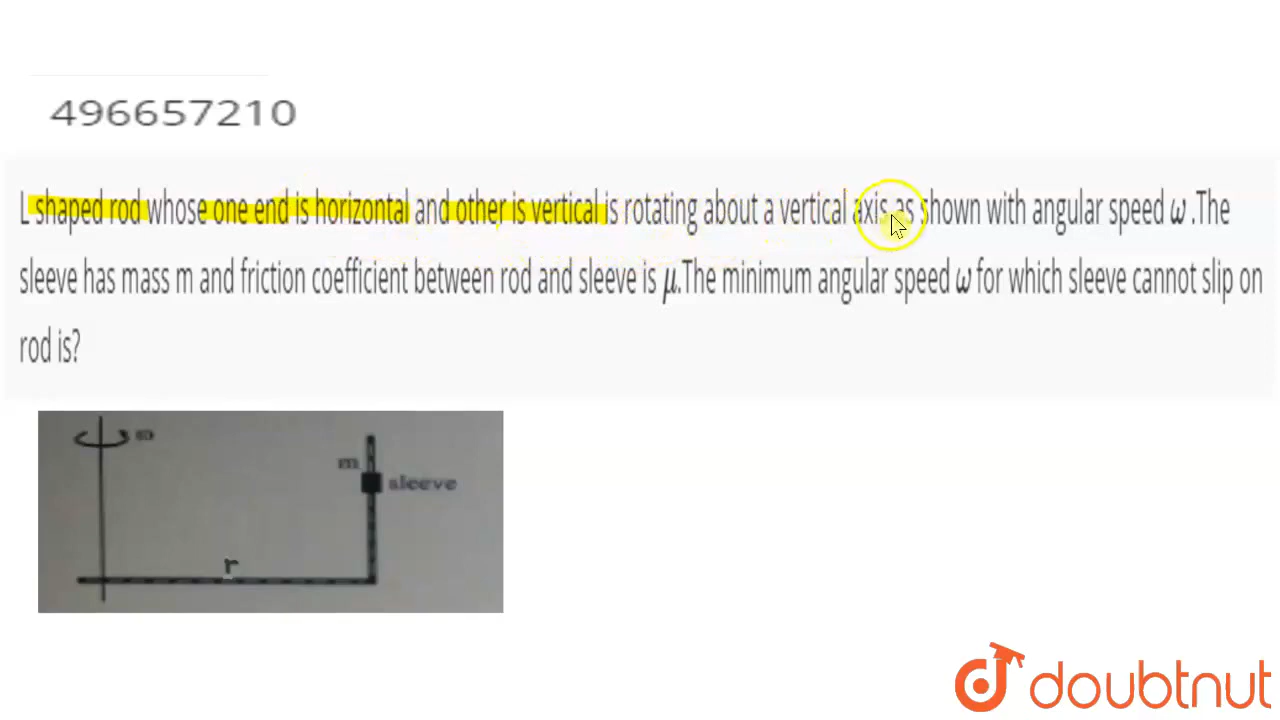 496657210
L shaped rod whose one end is horizontal and other is vertical is rotating about a vertical axis as shown with angular speed ω .The
sleeve has mass m and friction coefficient between rod and sleeve is μ.The minimum angular speed ω for which sleeve cannot slip on
rod is?
ω
m
sleeve
r
doubtnut